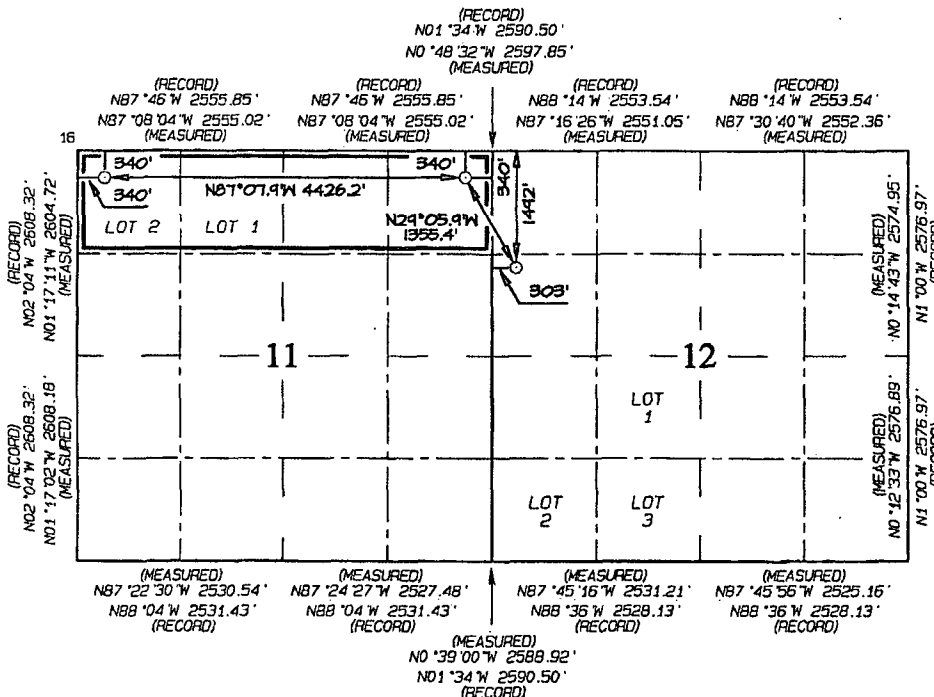 (RECORD)
N01°34'W 2590.50'
N0°48'32"W 2597.85'
(MEASURED)
(RECORD)
N87°46'W 2555.85'
N87°08'04"W 2555.02'
(MEASURED)
(RECORD)
N87°46'W 2555.85'
N87°08'04"W 2555.02'
(MEASURED)
(RECORD)
N88°14'W 2553.54'
N87°16'26"W 2551.05'
(MEASURED)
(RECORD)
N88°14'W 2553.54'
N87°30'40"W 2552.36'
(MEASURED)
16
340'
340'
340'
1442'
N87°07.9'W 4426.2'
340'
N29°05.9'W
1355.4'
LOT 2
LOT 1
303'
(RECORD)
N02°04'W 2608.32'
N01°17'11"W 2604.72'
(MEASURED)
N0°14'43"W 2574.95'
(MEASURED)
N1°00'W 2576.97'
(RECORD)
11
12
LOT
1
(RECORD)
N02°04'W 2608.32'
N01°17'02"W 2608.18'
(MEASURED)
N0°12'33"W 2576.89'
(MEASURED)
N1°00'W 2576.97'
(RECORD)
LOT
2
LOT
3
(MEASURED)
N87°22'30"W 2530.54'
N88°04'W 2531.43'
(RECORD)
(MEASURED)
N87°24'27"W 2527.48'
N88°04'W 2531.43'
(RECORD)
(MEASURED)
N87°45'16"W 2531.21'
N88°36'W 2528.13'
(RECORD)
(MEASURED)
N87°45'56"W 2525.16'
N88°36'W 2528.13'
(RECORD)
(MEASURED)
N0°39'00"W 2588.92'
N01°34'W 2590.50'
(RECORD)